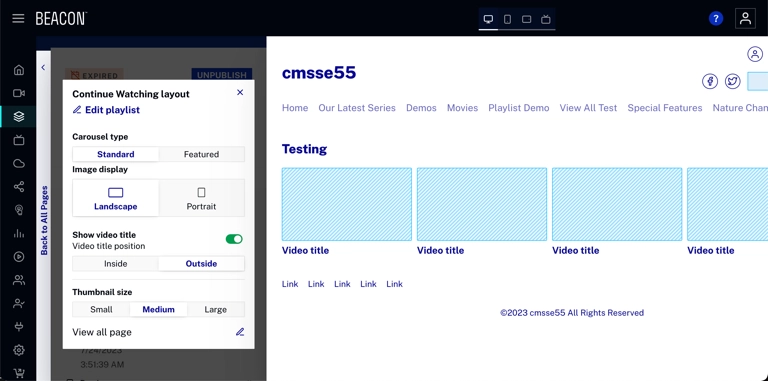 BEACON
?
EXPIRED
UNPUBLISH
Back to All Pages
Continue Watching layout
Edit playlist
Carousel type
Standard Featured
Image display
Landscape Portrait
Show video title
Video title position
Inside Outside
Thumbnail size
Small Medium Large
View all page
7/24/2023
3:51:39 AM
cmsse55
Home Our Latest Series Demos Movies Playlist Demo View All Test Special Features Nature Chan
Testing
Video title Video title Video title Video title
Link Link Link Link Link
©2023 cmsse55 All Rights Reserved